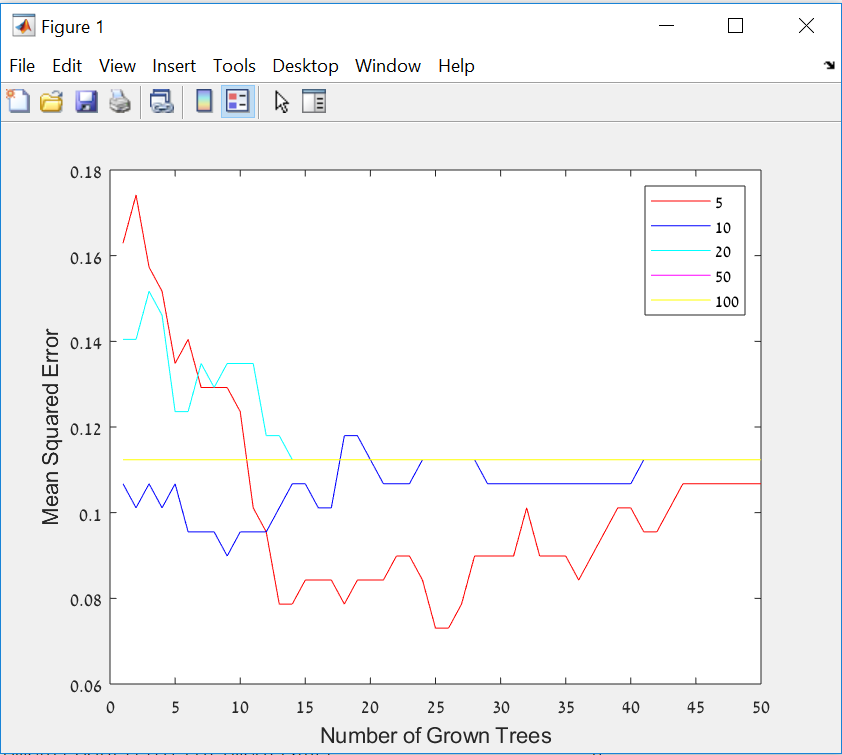 Figure 1
File Edit View Insert Tools Desktop Window Help
0.18
0.16
0.14
0.12
0.1
0.08
0.06
Mean Squared Error
5
10
20
50
100
0 5 10 15 20 25 30 35 40 45 50
Number of Grown Trees